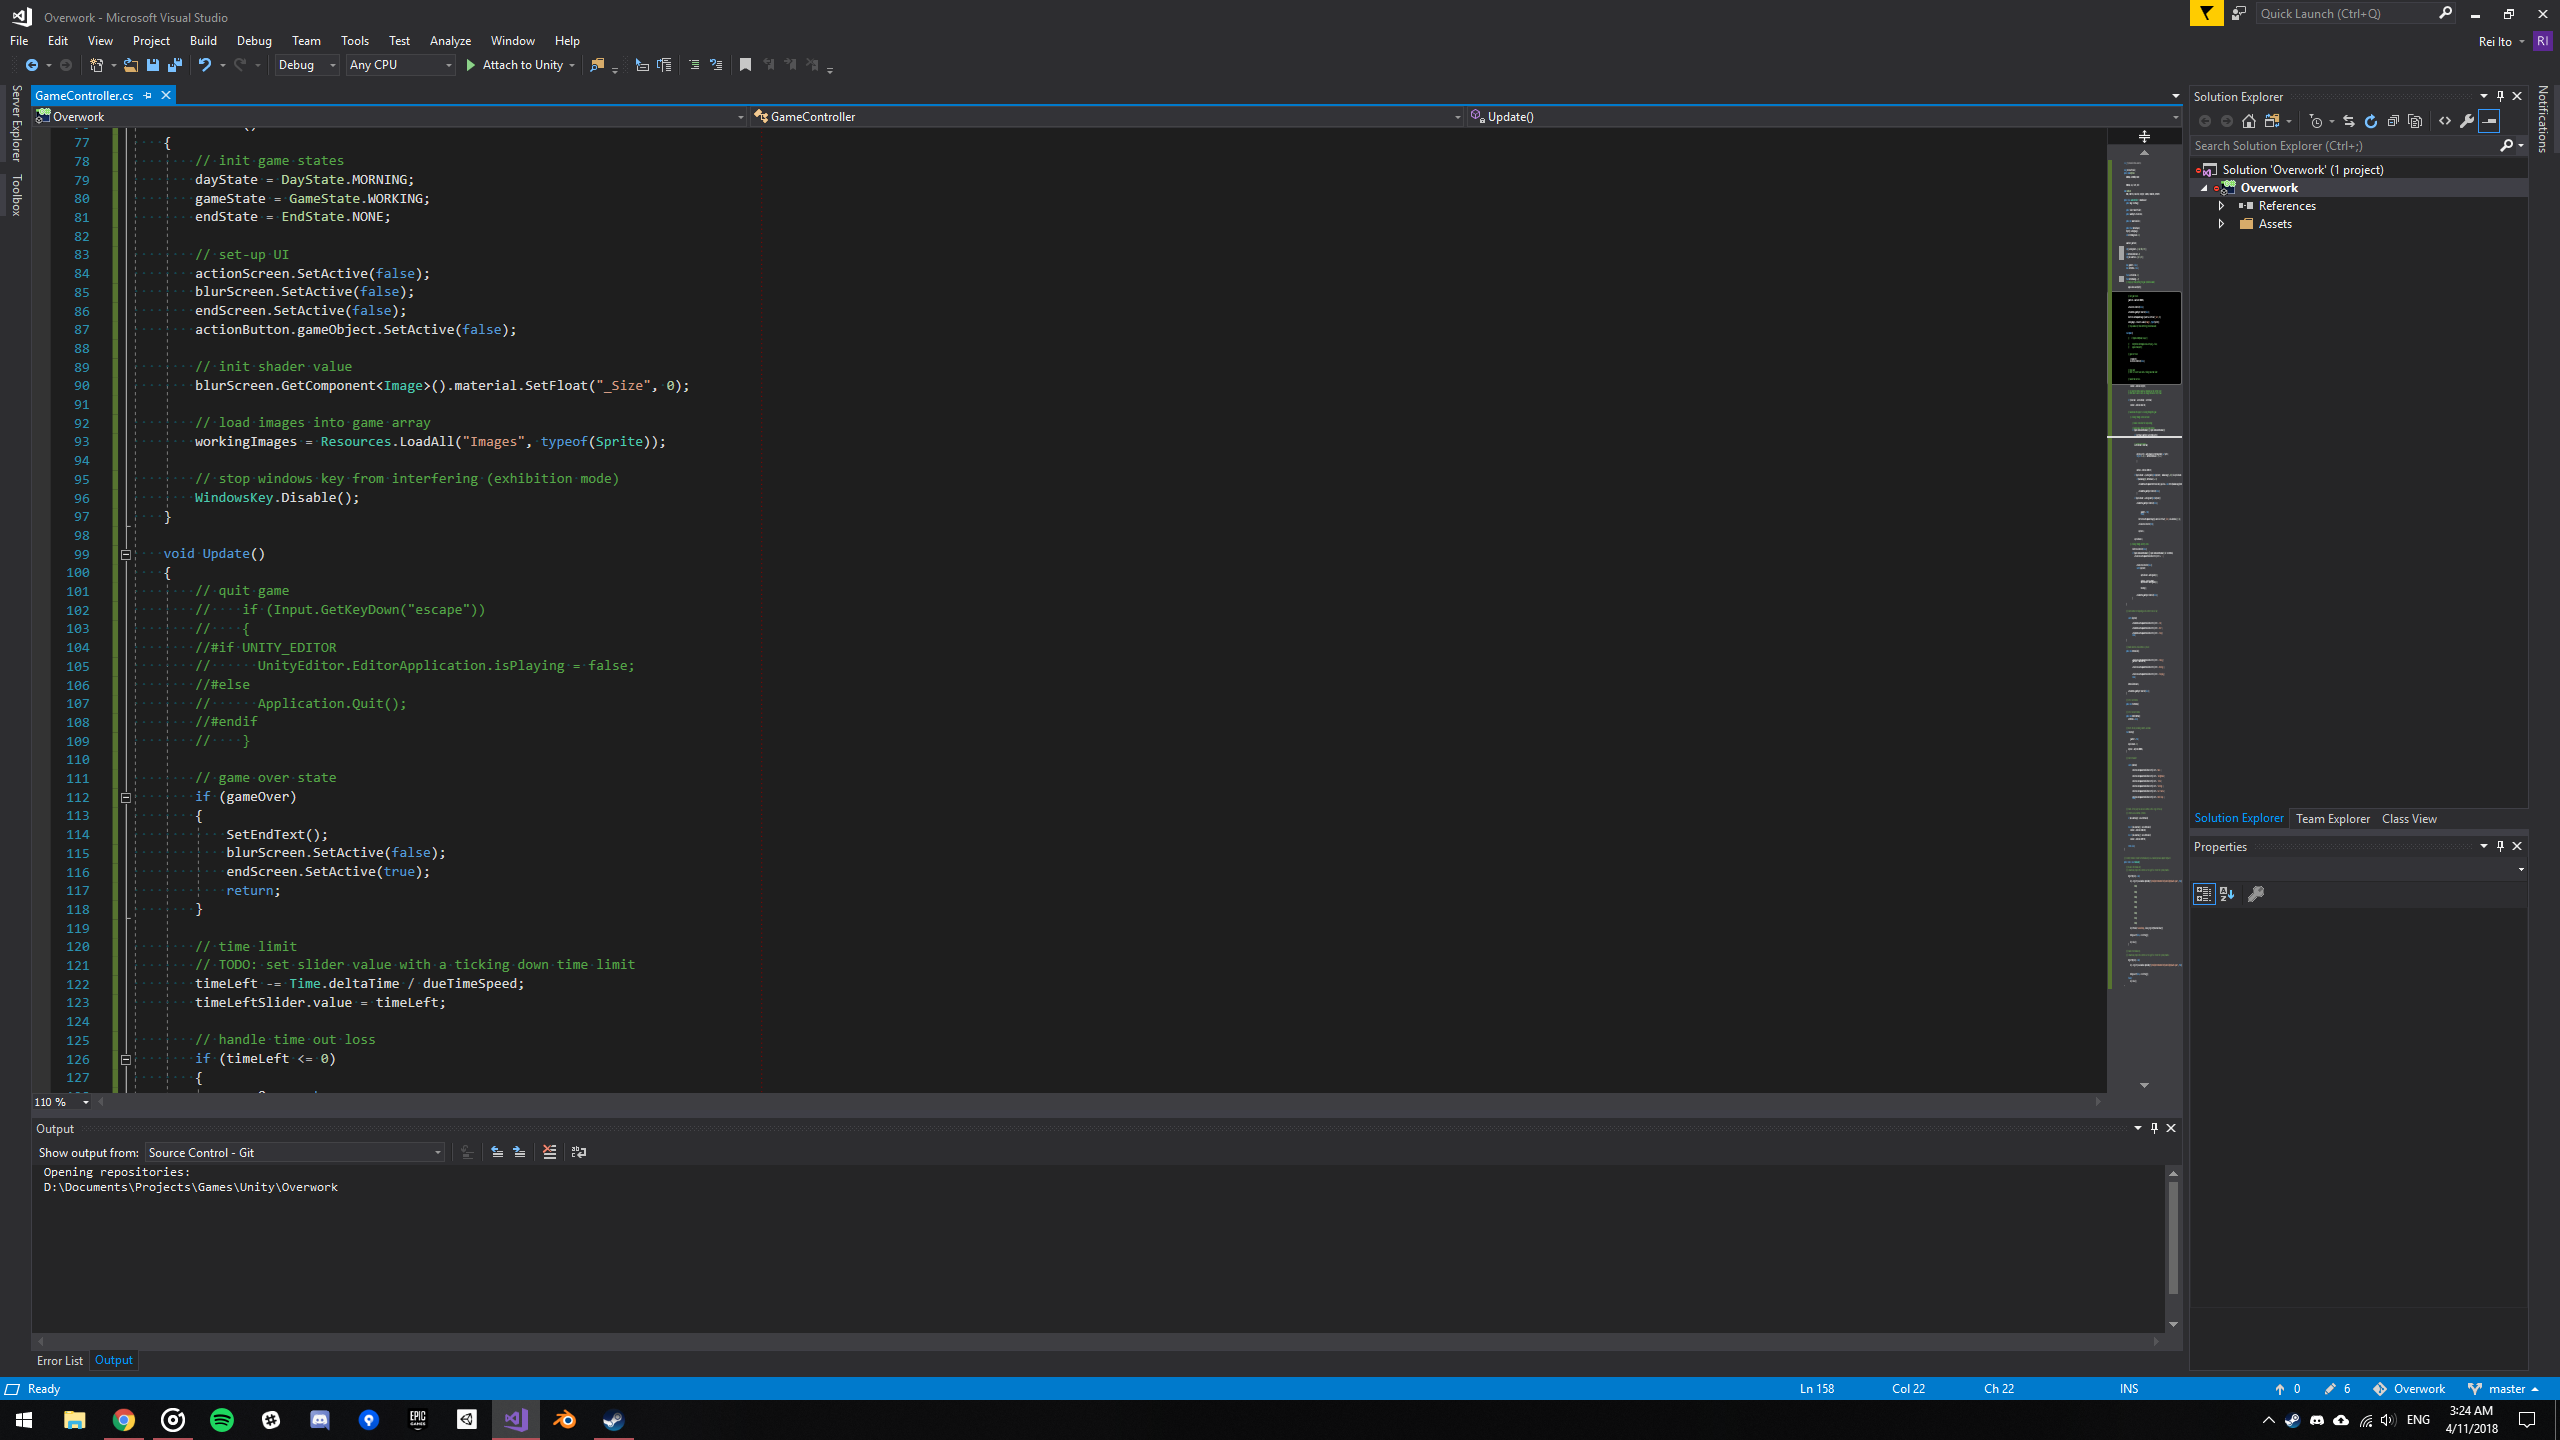 Overwork - Microsoft Visual Studio
Quick Launch (Ctrl+Q)
File Edit View Project Build Debug Team Tools Test Analyze Window Help
Rei Ito RI
Debug Any CPU Attach to Unity
Server Explorer
Toolbox
GameController.cs
Overwork GameController Update()
77 {
78 // init game states
79 dayState = DayState.MORNING;
80 gameState = GameState.WORKING;
81 endState = EndState.NONE;
82
83 // set-up UI
84 actionScreen.SetActive(false);
85 blurScreen.SetActive(false);
86 endScreen.SetActive(false);
87 actionButton.gameObject.SetActive(false);
88
89 // init shader value
90 blurScreen.GetComponent<Image>().material.SetFloat("_Size", 0);
91
92 // load images into game array
93 workingImages = Resources.LoadAll("Images", typeof(Sprite));
94
95 // stop windows key from interfering (exhibition mode)
96 WindowsKey.Disable();
97 }
98
99 void Update()
100 {
101 // quit game
102 // if (Input.GetKeyDown("escape"))
103 // {
104 //#if UNITY_EDITOR
105 // UnityEditor.EditorApplication.isPlaying = false;
106 //#else
107 // Application.Quit();
108 //#endif
109 // }
110
111 // game over state
112 if (gameOver)
113 {
114 SetEndText();
115 blurScreen.SetActive(false);
116 endScreen.SetActive(true);
117 return;
118 }
119
120 // time limit
121 // TODO: set slider value with a ticking down time limit
122 timeLeft -= Time.deltaTime / dueTimeSpeed;
123 timeLeftSlider.value = timeLeft;
124
125 // handle time out loss
126 if (timeLeft <= 0)
127 {
110 %
Output
Show output from: Source Control - Git
Opening repositories:
D:\Documents\Projects\Games\Unity\Overwork
Error List Output
Solution Explorer
Search Solution Explorer (Ctrl+;)
Solution 'Overwork' (1 project)
Overwork
References
Assets
Solution Explorer Team Explorer Class View
Properties
Notifications
Ready Ln 158 Col 22 Ch 22 INS 0 6 Overwork master
EPIC GAMES
ENG
3:24 AM
4/11/2018